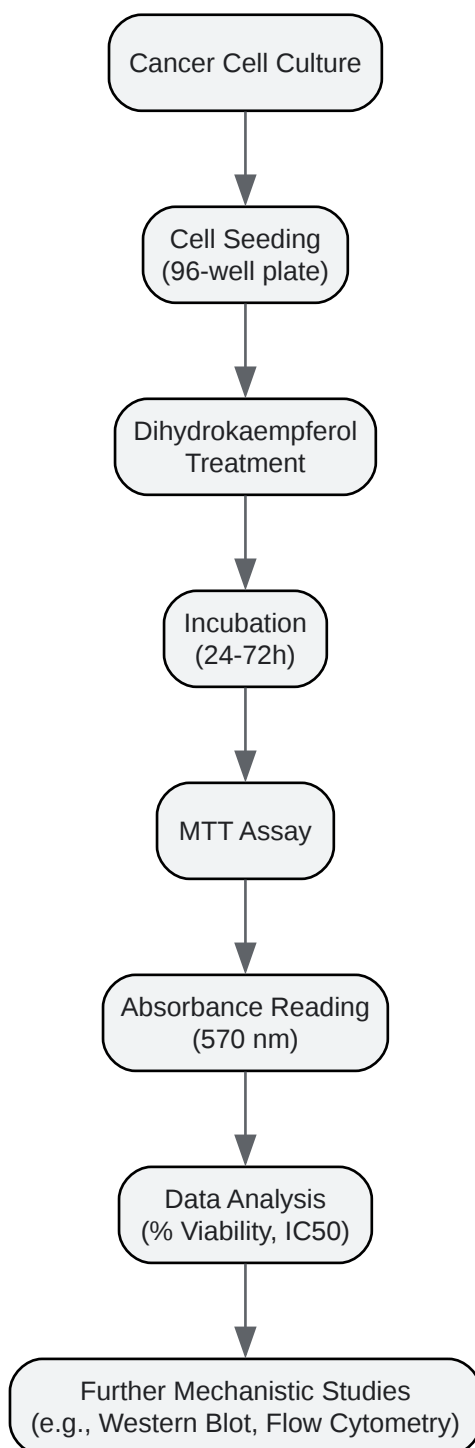 Cancer Cell Culture
Cell Seeding
(96-well plate)
Dihydrokaempferol
Treatment
Incubation
(24-72h)
MTT Assay
Absorbance Reading
(570 nm)
Data Analysis
(% Viability, IC50)
Further Mechanistic Studies
(e.g., Western Blot, Flow Cytometry)